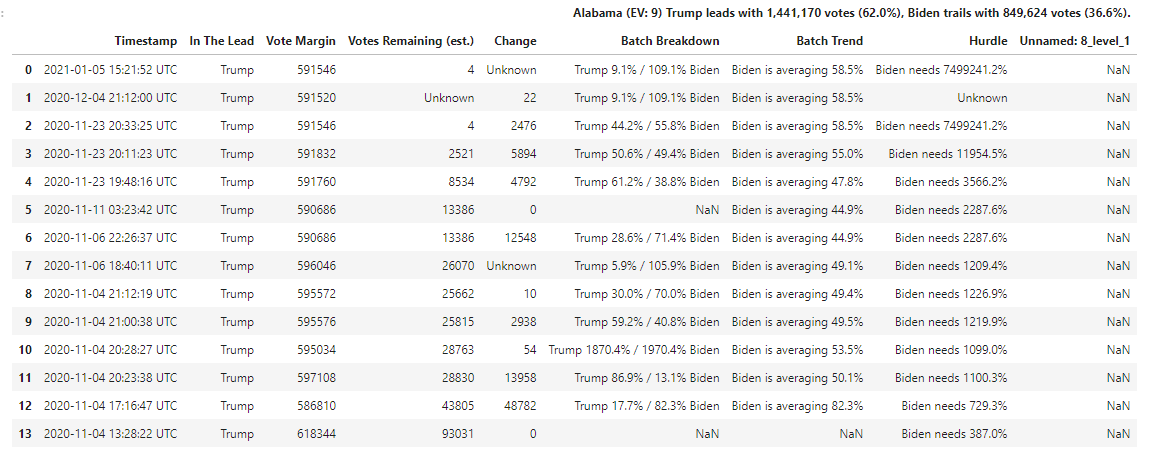 Alabama (EV: 9) Trump leads with 1,441,170 votes (62.0%), Biden trails with 849,624 votes (36.6%).
Timestamp In The Lead Vote Margin Votes Remaining (est.) Change Batch Breakdown Batch Trend Hurdle Unnamed: 8_level_1
0 2021-01-05 15:21:52 UTC Trump 591546 4 Unknown Trump 9.1% / 109.1% Biden Biden is averaging 58.5% Biden needs 7499241.2% NaN
1 2020-12-04 21:12:00 UTC Trump 591520 Unknown 22 Trump 9.1% / 109.1% Biden Biden is averaging 58.5% Unknown NaN
2 2020-11-23 20:33:25 UTC Trump 591546 4 2476 Trump 44.2% / 55.8% Biden Biden is averaging 58.5% Biden needs 7499241.2% NaN
3 2020-11-23 20:11:23 UTC Trump 591832 2521 5894 Trump 50.6% / 49.4% Biden Biden is averaging 55.0% Biden needs 11954.5% NaN
4 2020-11-23 19:48:16 UTC Trump 591760 8534 4792 Trump 61.2% / 38.8% Biden Biden is averaging 47.8% Biden needs 3566.2% NaN
5 2020-11-11 03:23:42 UTC Trump 590686 13386 0 NaN Biden is averaging 44.9% Biden needs 2287.6% NaN
6 2020-11-06 22:26:37 UTC Trump 590686 13386 12548 Trump 28.6% / 71.4% Biden Biden is averaging 44.9% Biden needs 2287.6% NaN
7 2020-11-06 18:40:11 UTC Trump 596046 26070 Unknown Trump 5.9% / 105.9% Biden Biden is averaging 49.1% Biden needs 1209.4% NaN
8 2020-11-04 21:12:19 UTC Trump 595572 25662 10 Trump 30.0% / 70.0% Biden Biden is averaging 49.4% Biden needs 1226.9% NaN
9 2020-11-04 21:00:38 UTC Trump 595576 25815 2938 Trump 59.2% / 40.8% Biden Biden is averaging 49.5% Biden needs 1219.9% NaN
10 2020-11-04 20:28:27 UTC Trump 595034 28763 54 Trump 1870.4% / 1970.4% Biden Biden is averaging 53.5% Biden needs 1099.0% NaN
11 2020-11-04 20:23:38 UTC Trump 597108 28830 13958 Trump 86.9% / 13.1% Biden Biden is averaging 50.1% Biden needs 1100.3% NaN
12 2020-11-04 17:16:47 UTC Trump 586810 43805 48782 Trump 17.7% / 82.3% Biden Biden is averaging 82.3% Biden needs 729.3% NaN
13 2020-11-04 13:28:22 UTC Trump 618344 93031 0 NaN NaN Biden needs 387.0% NaN